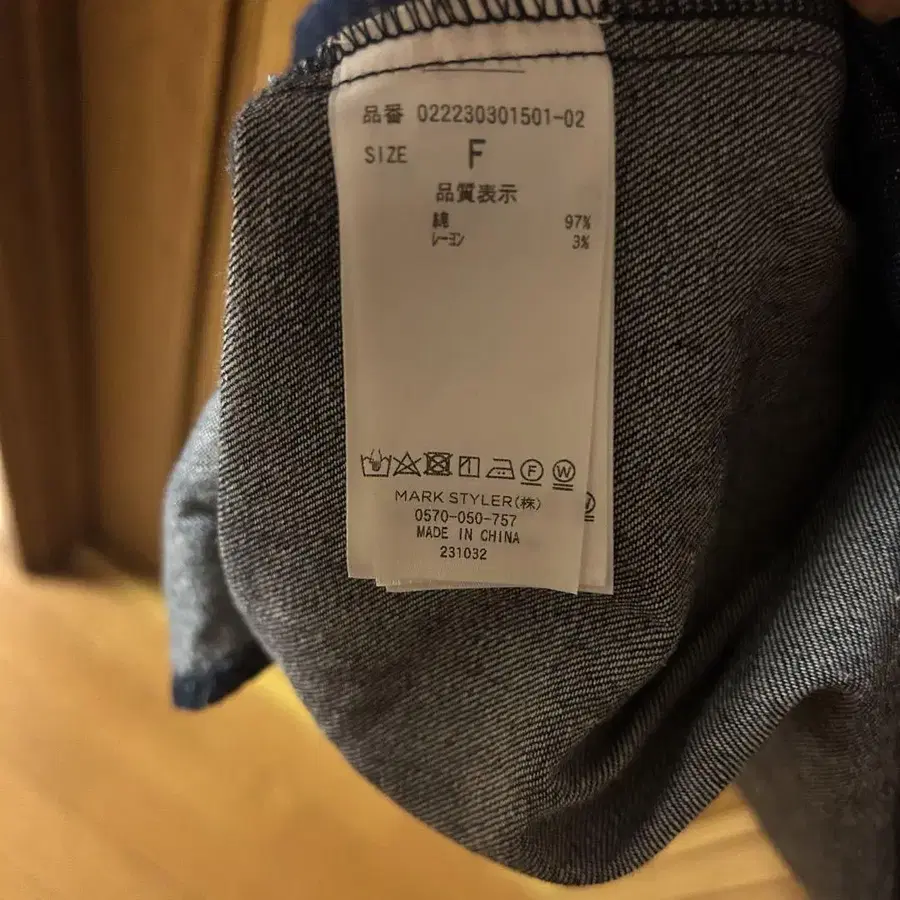 品番 022230301501-02
SIZE F
品質表示
綿 97%
レーヨン 3%
F W
MARK STYLER(株)
0570-050-757
MADE IN CHINA
231032